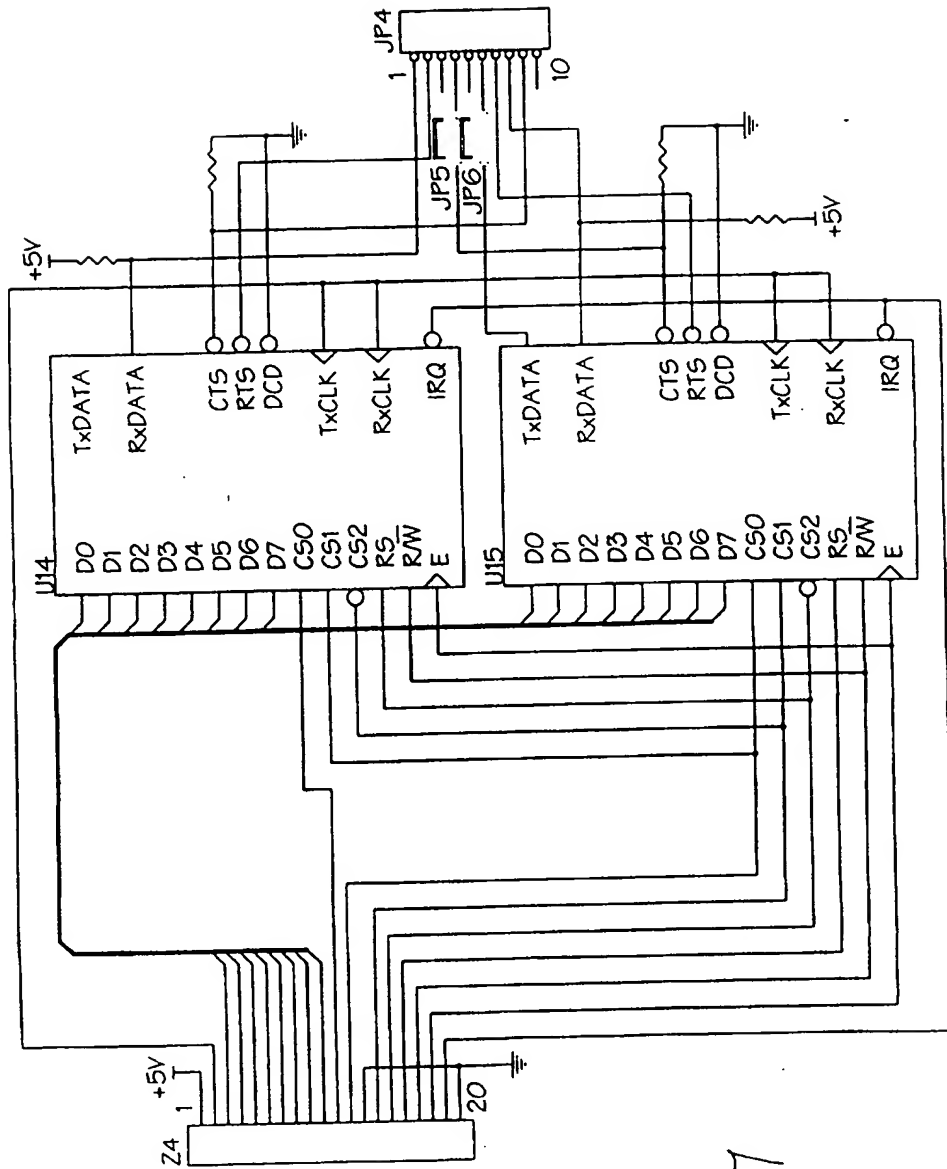 +5V
JP4
1
10
JP5
JP6
+5V
U14
D0
D1
D2
D3
D4
D5
D6
D7
CS0
CS1
CS2
RS
R/W̅
E
TxDATA
RxDATA
CTS
RTS
DCD
TxCLK
RxCLK
IRQ
U15
D0
D1
D2
D3
D4
D5
D6
D7
CS0
CS1
CS2
RS
R/W̅
E
TxDATA
RxDATA
CTS
RTS
DCD
TxCLK
RxCLK
IRQ
Z4
1
+5V
20
7